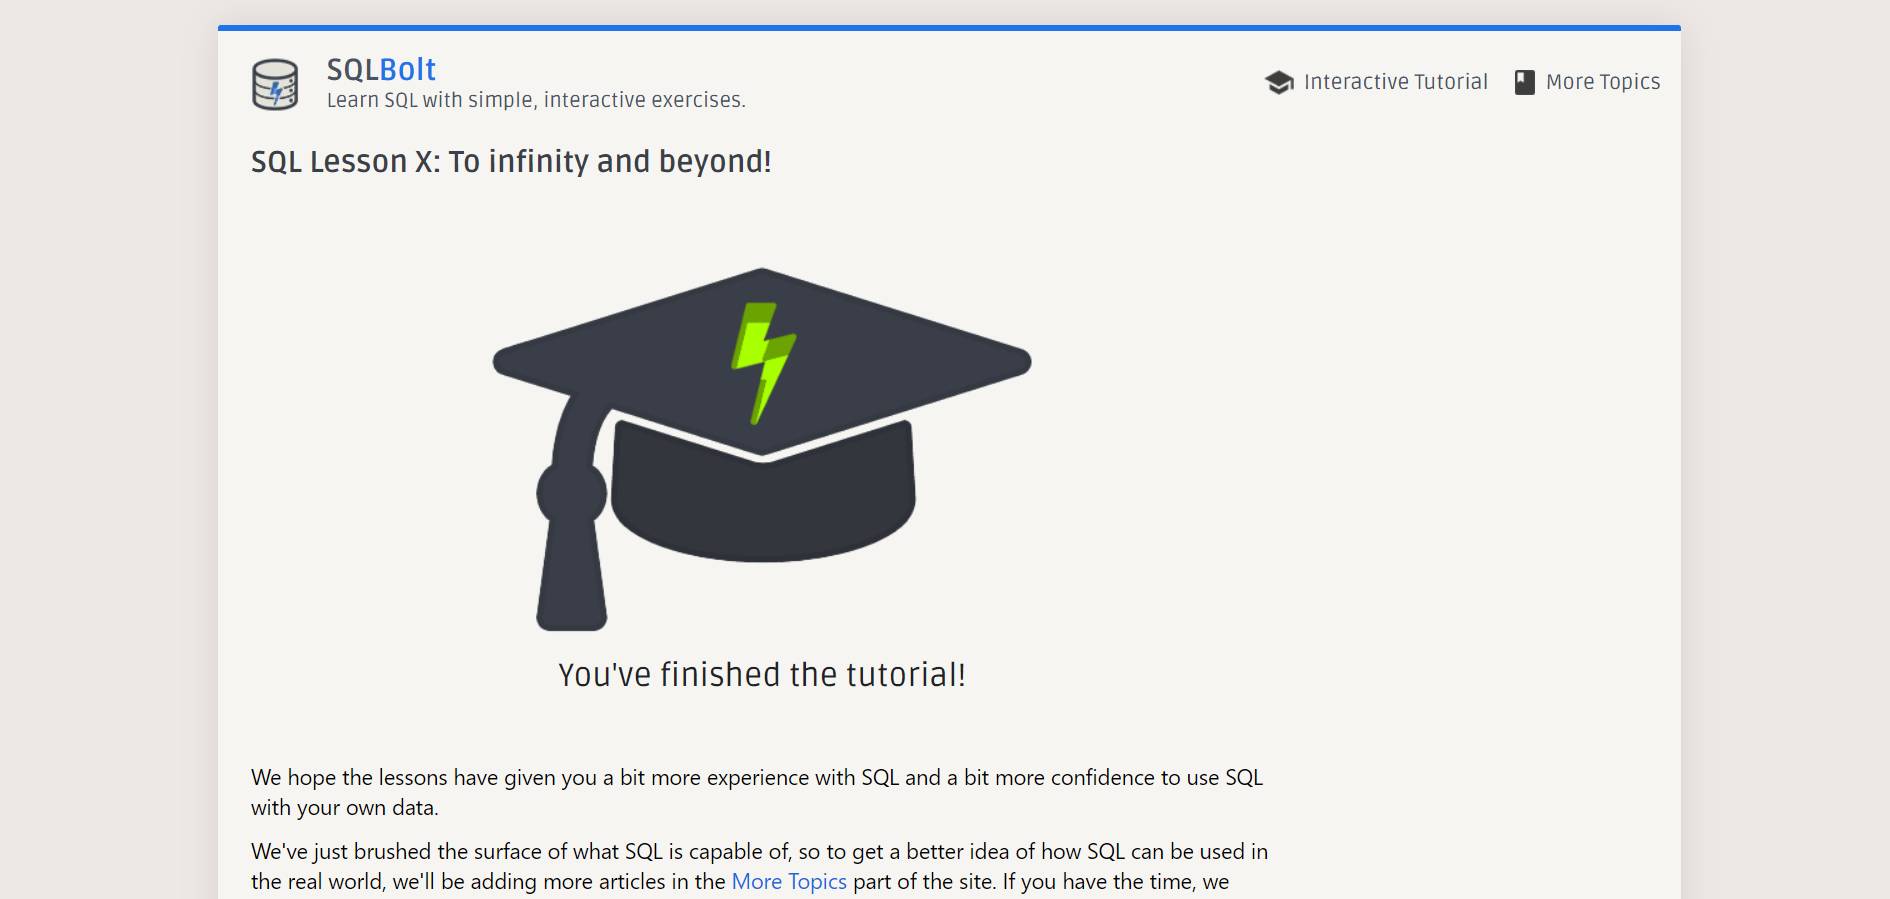 SQLBolt
Learn SQL with simple, interactive exercises.
Interactive Tutorial
More Topics
SQL Lesson X: To infinity and beyond!
You've finished the tutorial!
We hope the lessons have given you a bit more experience with SQL and a bit more confidence to use SQL
with your own data.
We've just brushed the surface of what SQL is capable of, so to get a better idea of how SQL can be used in
the real world, we'll be adding more articles in the More Topics part of the site. If you have the time, we